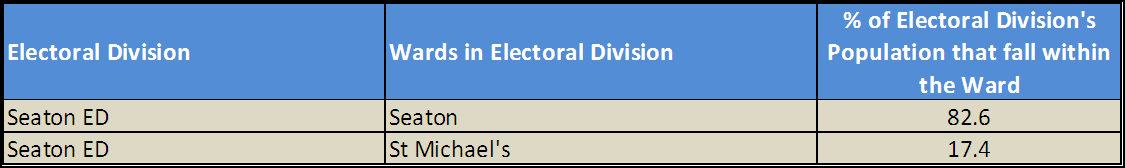 Electoral Division Wards in Electoral Division % of Electoral Division's
Population that fall within
the Ward
Seaton ED Seaton 82.6
Seaton ED St Michael's 17.4